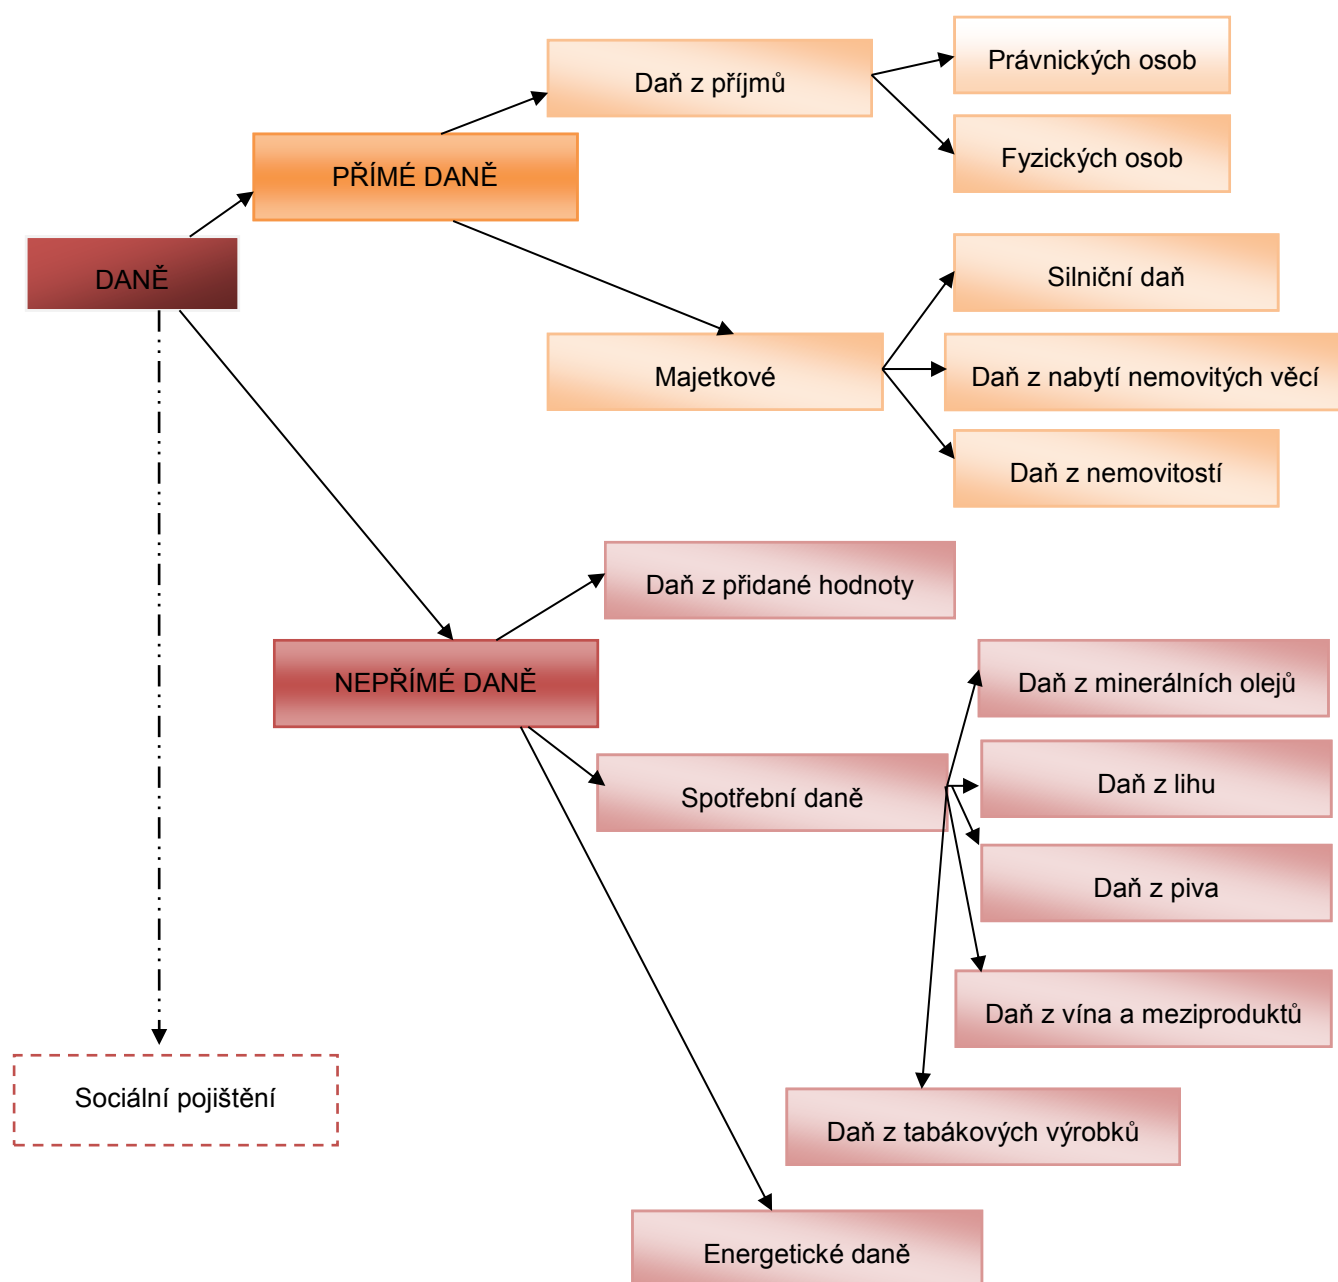 Právnických osob
Daň z příjmů
Fyzických osob
PŘÍMÉ DANĚ
DANĚ
Silniční daň
Majetkové
Daň z nabytí nemovitých věcí
Daň z nemovitostí
Daň z přidané hodnoty
NEPŘÍMÉ DANĚ
Daň z minerálních olejů
Spotřební daně
Daň z lihu
Daň z piva
Daň z vína a meziproduktů
Sociální pojištění
Daň z tabákových výrobků
Energetické daně